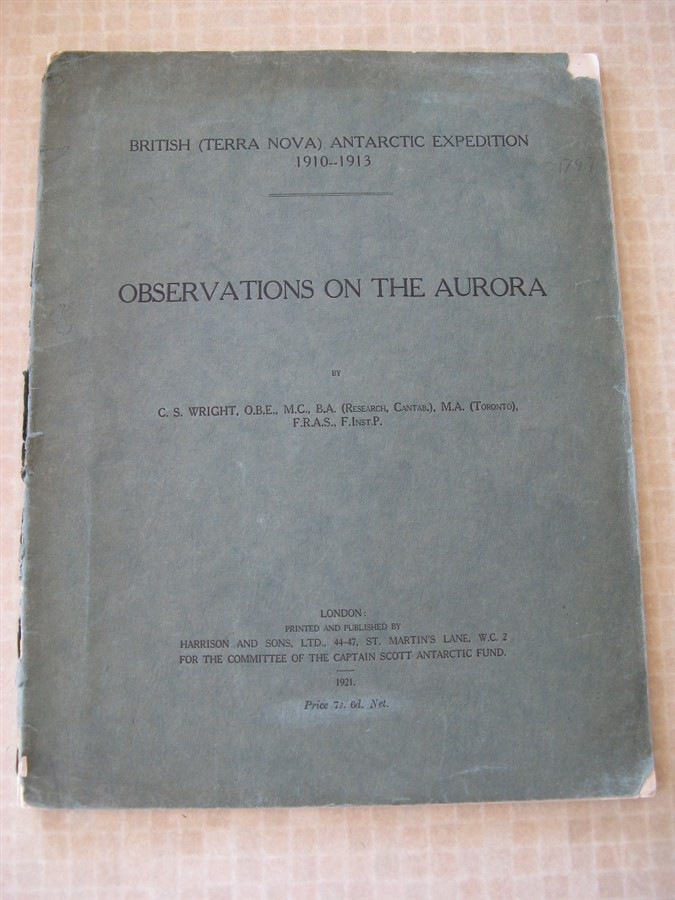 BRITISH (TERRA NOVA) ANTARCTIC EXPEDITION
1910--1913
OBSERVATIONS ON THE AURORA
BY
C. S. WRIGHT, O.B.E., M.C., B.A. (RESEARCH, CANTAB.), M.A. (TORONTO),
F.R.A.S., F.INST.P.
LONDON:
PRINTED AND PUBLISHED BY
HARRISON AND SONS, LTD., 44-47, ST. MARTIN'S LANE, W.C. 2
FOR THE COMMITTEE OF THE CAPTAIN SCOTT ANTARCTIC FUND.
1921.
Price 7s. 6d. Net.